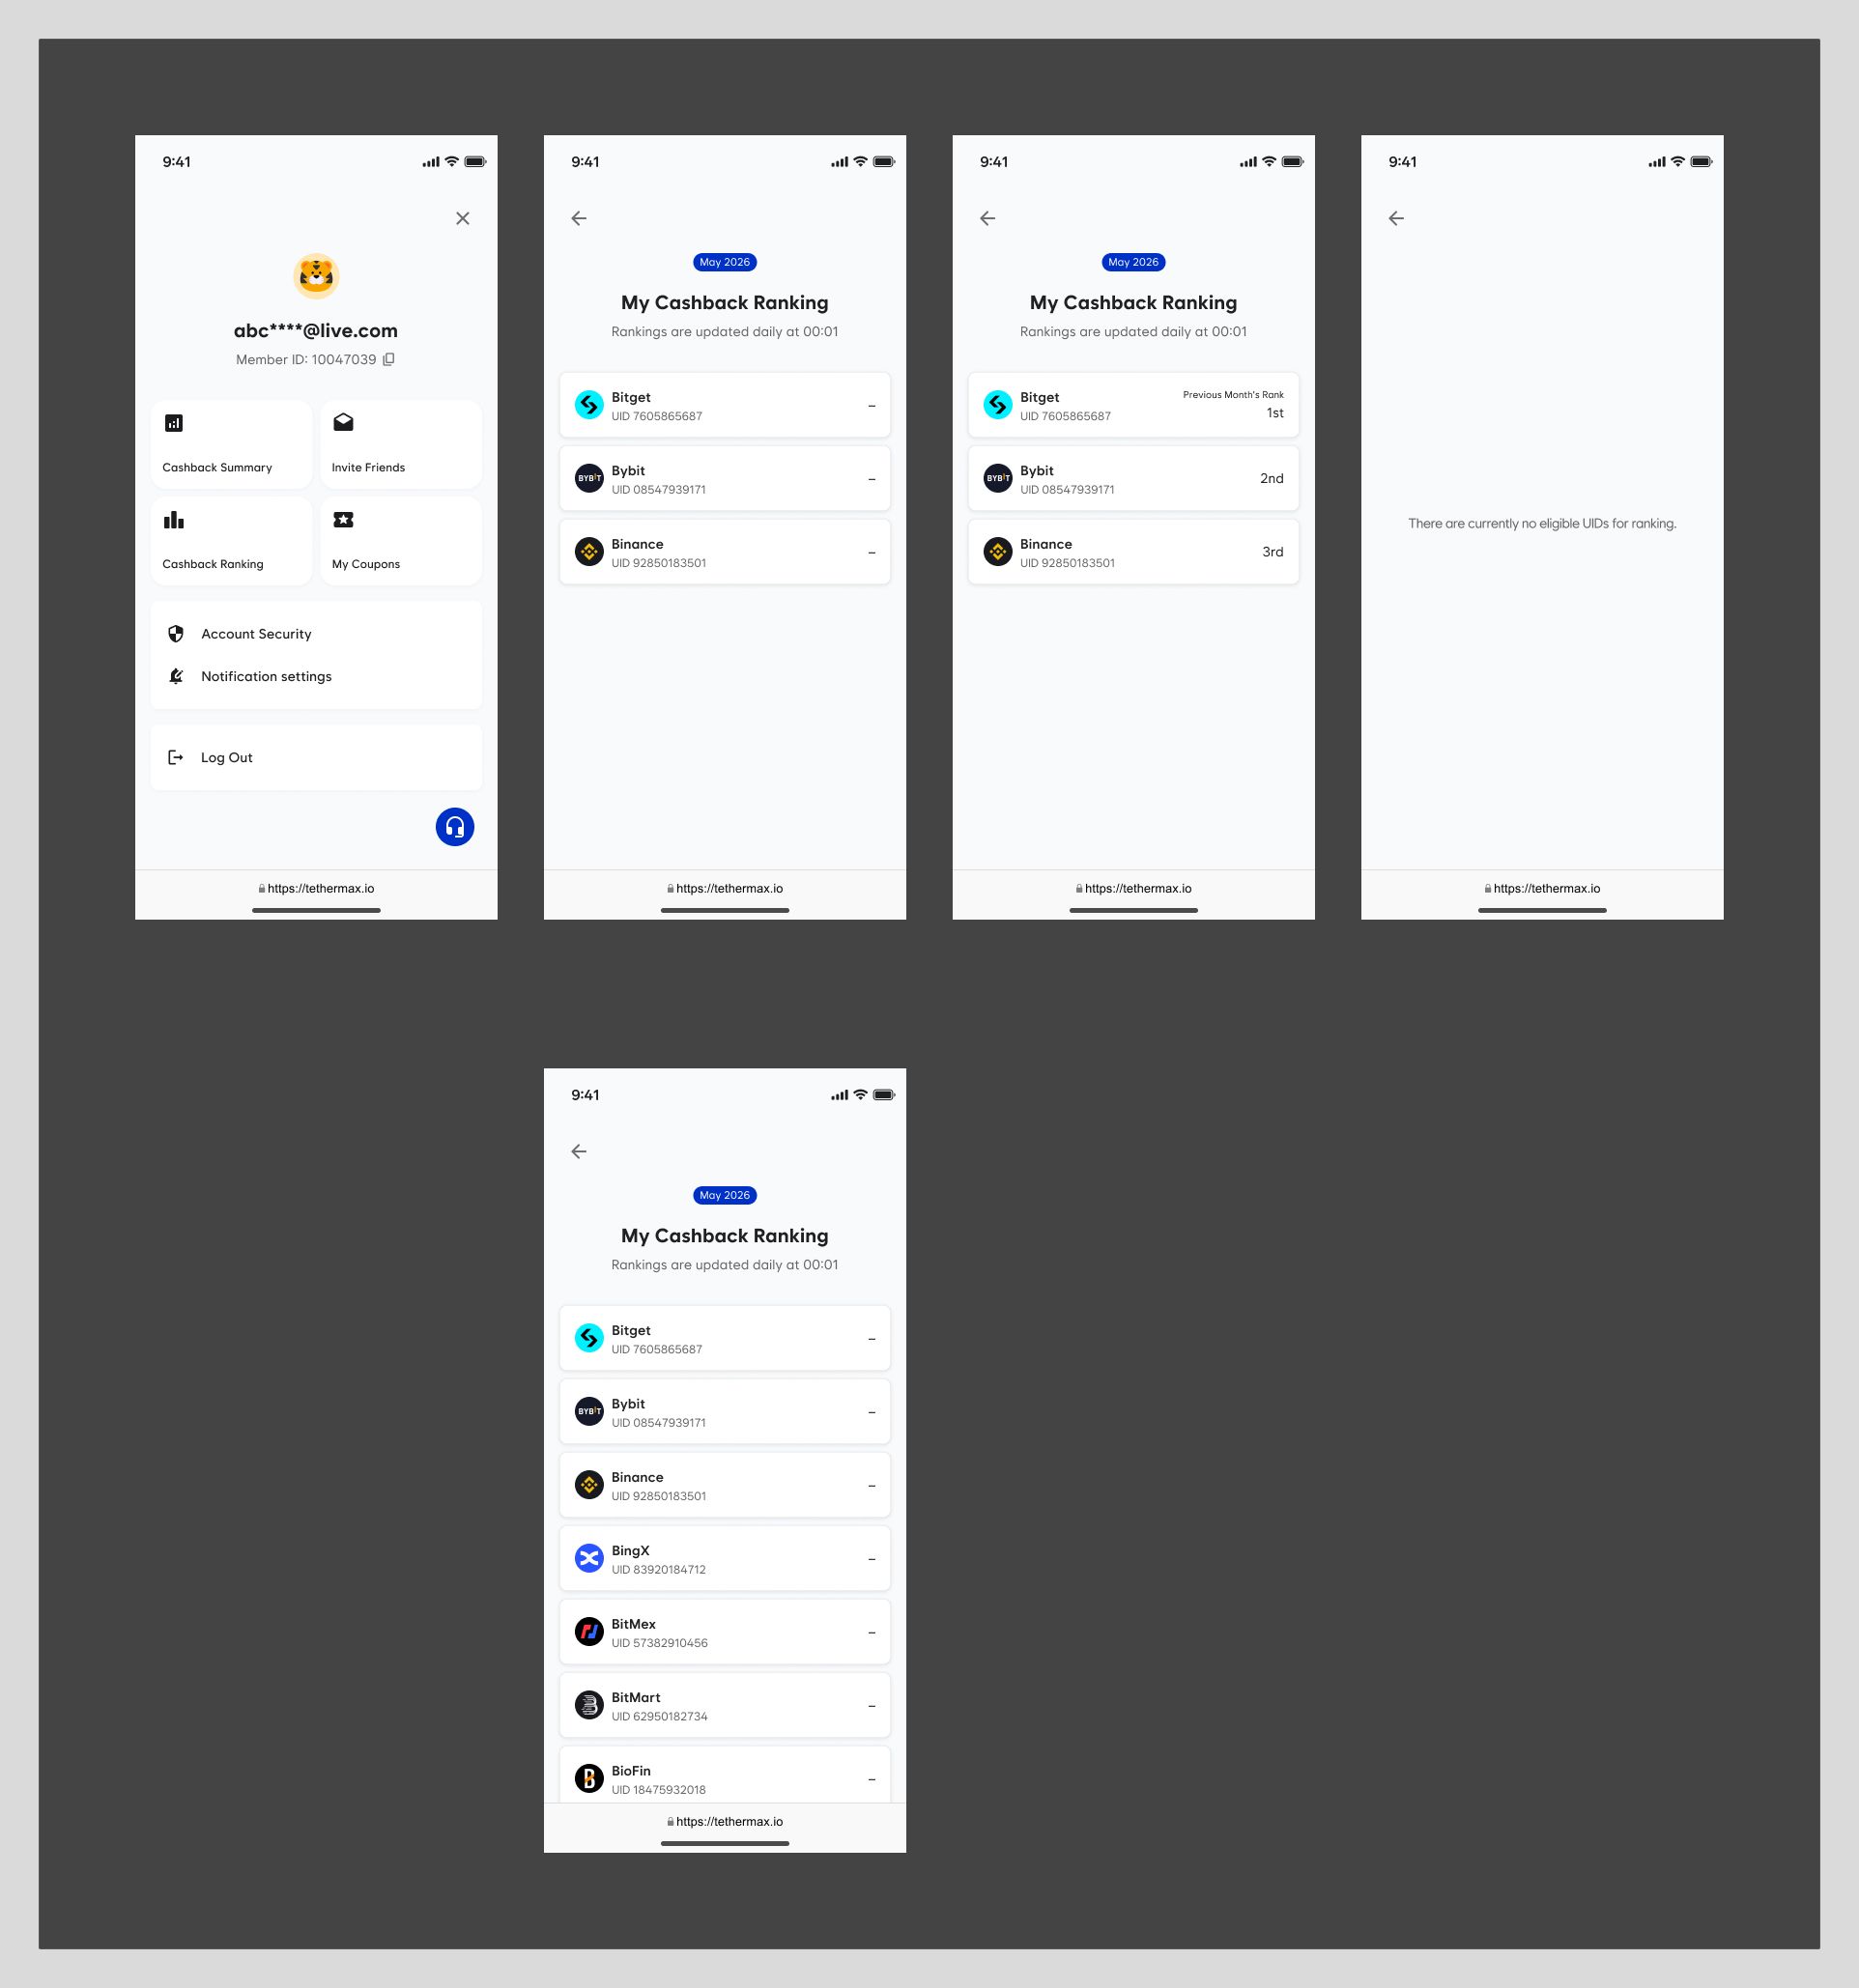 9:41
abc****@live.com
Member ID: 10047039
Cashback Summary
Invite Friends
Cashback Ranking
My Coupons
Account Security
Notification settings
Log Out
https://tethermax.io
9:41
May 2026
My Cashback Ranking
Rankings are updated daily at 00:01
Bitget
UID 7605865687
–
BYBIT
Bybit
UID 08547939171
–
Binance
UID 92850183501
–
https://tethermax.io
9:41
May 2026
My Cashback Ranking
Rankings are updated daily at 00:01
Bitget
UID 7605865687
Previous Month's Rank
1st
BYBIT
Bybit
UID 08547939171
2nd
Binance
UID 92850183501
3rd
https://tethermax.io
9:41
There are currently no eligible UIDs for ranking.
https://tethermax.io
9:41
May 2026
My Cashback Ranking
Rankings are updated daily at 00:01
Bitget
UID 7605865687
–
BYBIT
Bybit
UID 08547939171
–
Binance
UID 92850183501
–
BingX
UID 83920184712
–
BitMex
UID 57382910456
–
BitMart
UID 62950182734
–
BioFin
UID 18475932018
–
https://tethermax.io